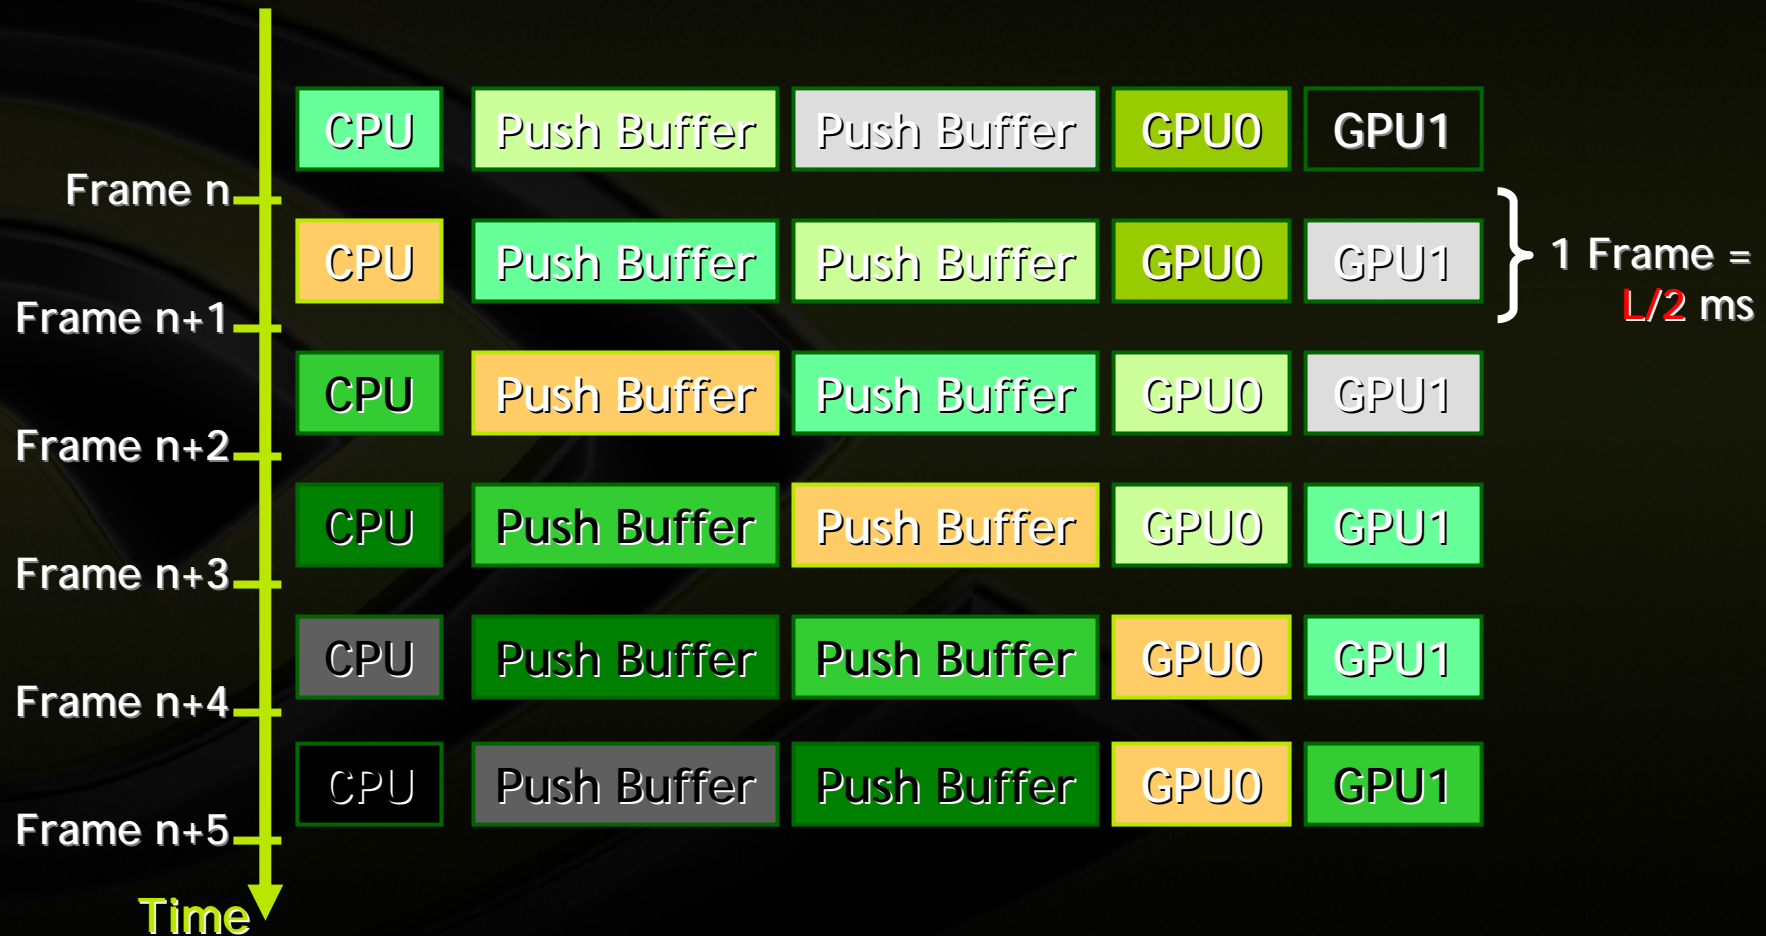 CPU Push Buffer Push Buffer GPU0 GPU1
Frame n
CPU Push Buffer Push Buffer GPU0 GPU1
1 Frame =
L/2 ms
Frame n+1
CPU Push Buffer Push Buffer GPU0 GPU1
Frame n+2
CPU Push Buffer Push Buffer GPU0 GPU1
Frame n+3
CPU Push Buffer Push Buffer GPU0 GPU1
Frame n+4
CPU Push Buffer Push Buffer GPU0 GPU1
Frame n+5
Time